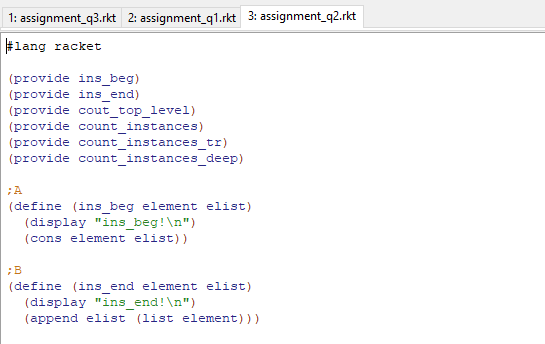 1: assignment_q3.rkt 2: assignment_q1.rkt 3: assignment_q2.rkt
#lang racket
(provide ins_beg)
(provide ins_end)
(provide cout_top_level)
(provide count_instances)
(provide count_instances_tr)
(provide count_instances_deep)
;A
(define (ins_beg element elist)
(display "ins_beg!\n")
(cons element elist))
;B
(define (ins_end element elist)
(display "ins_end!\n")
(append elist (list element)))